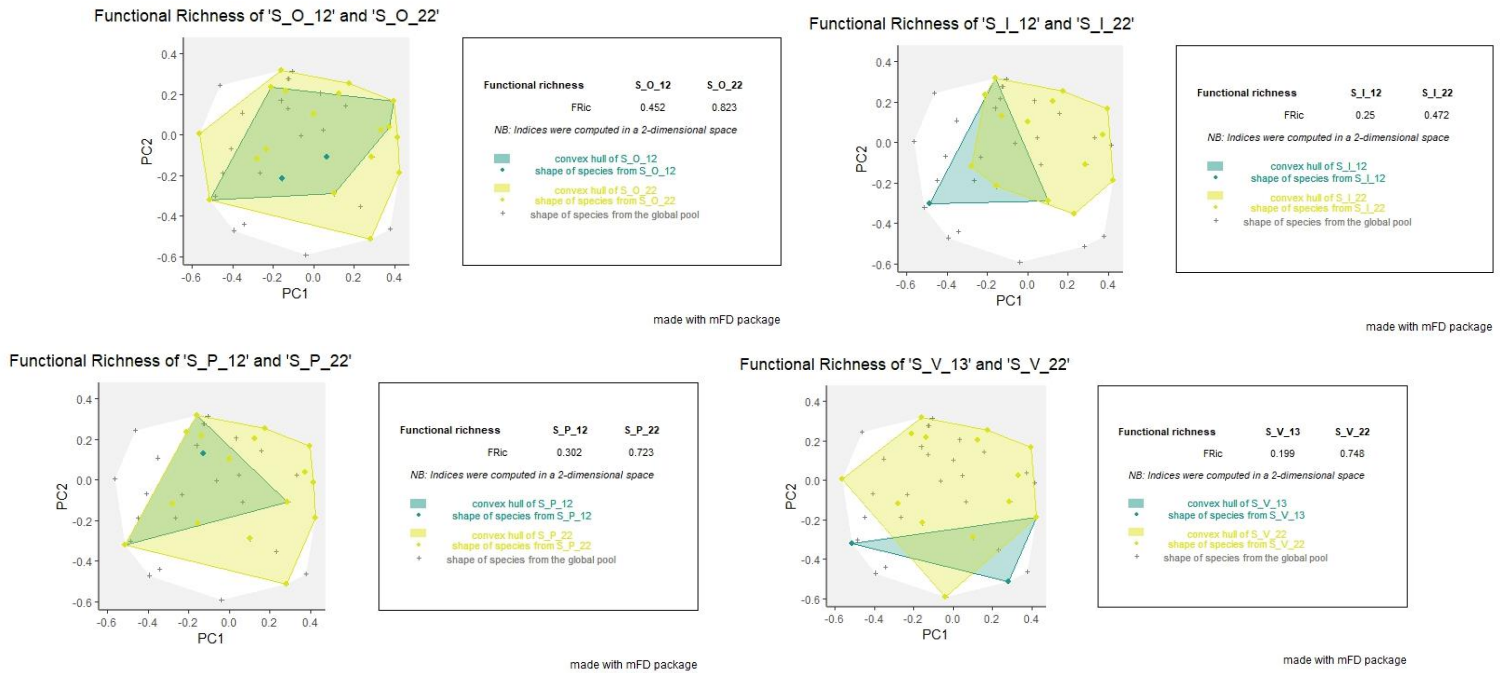 Functional Richness of 'S_O_12' and 'S_O_22'
0.4
0.2
0.0
-0.2
-0.4
-0.6
PC2
-0.6 -0.4 -0.2 0.0 0.2 0.4
PC1
Functional richness S_O_12 S_O_22
FRic 0.452 0.823
NB: Indices were computed in a 2-dimensional space
convex hull of S_O_12
shape of species from S_O_12
convex hull of S_O_22
shape of species from S_O_22
shape of species from the global pool
made with mFD package
Functional Richness of 'S_I_12' and 'S_I_22'
0.4
0.2
0.0
-0.2
-0.4
-0.6
PC2
-0.6 -0.4 -0.2 0.0 0.2 0.4
PC1
Functional richness S_I_12 S_I_22
FRic 0.25 0.472
NB: Indices were computed in a 2-dimensional space
convex hull of S_I_12
shape of species from S_I_12
convex hull of S_I_22
shape of species from S_I_22
shape of species from the global pool
made with mFD package
Functional Richness of 'S_P_12' and 'S_P_22'
0.4
0.2
0.0
-0.2
-0.4
-0.6
PC2
-0.6 -0.4 -0.2 0.0 0.2 0.4
PC1
Functional richness S_P_12 S_P_22
FRic 0.302 0.723
NB: Indices were computed in a 2-dimensional space
convex hull of S_P_12
shape of species from S_P_12
convex hull of S_P_22
shape of species from S_P_22
shape of species from the global pool
made with mFD package
Functional Richness of 'S_V_13' and 'S_V_22'
0.4
0.2
0.0
-0.2
-0.4
-0.6
PC2
-0.6 -0.4 -0.2 0.0 0.2 0.4
PC1
Functional richness S_V_13 S_V_22
FRic 0.199 0.748
NB: Indices were computed in a 2-dimensional space
convex hull of S_V_13
shape of species from S_V_13
convex hull of S_V_22
shape of species from S_V_22
shape of species from the global pool
made with mFD package